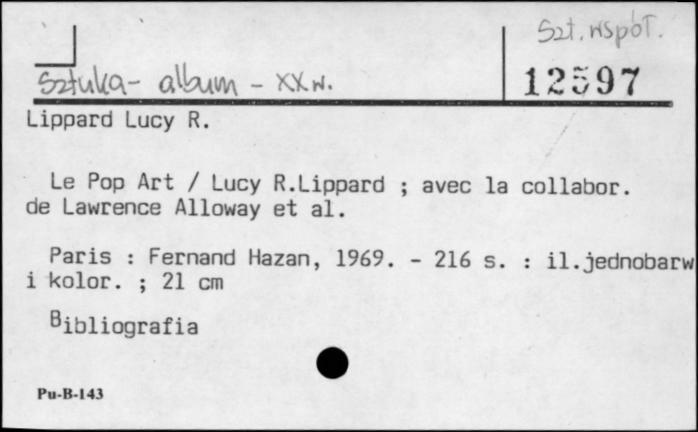 Szt. współ.
Sztuka - album - XX w.
12597
Lippard Lucy R.
Le Pop Art / Lucy R.Lippard ; avec la collabor.
de Lawrence Alloway et al.
Paris : Fernand Hazan, 1969. - 216 s. : il.jednobarw
i kolor. ; 21 cm
Bibliografia
Pu-B-143